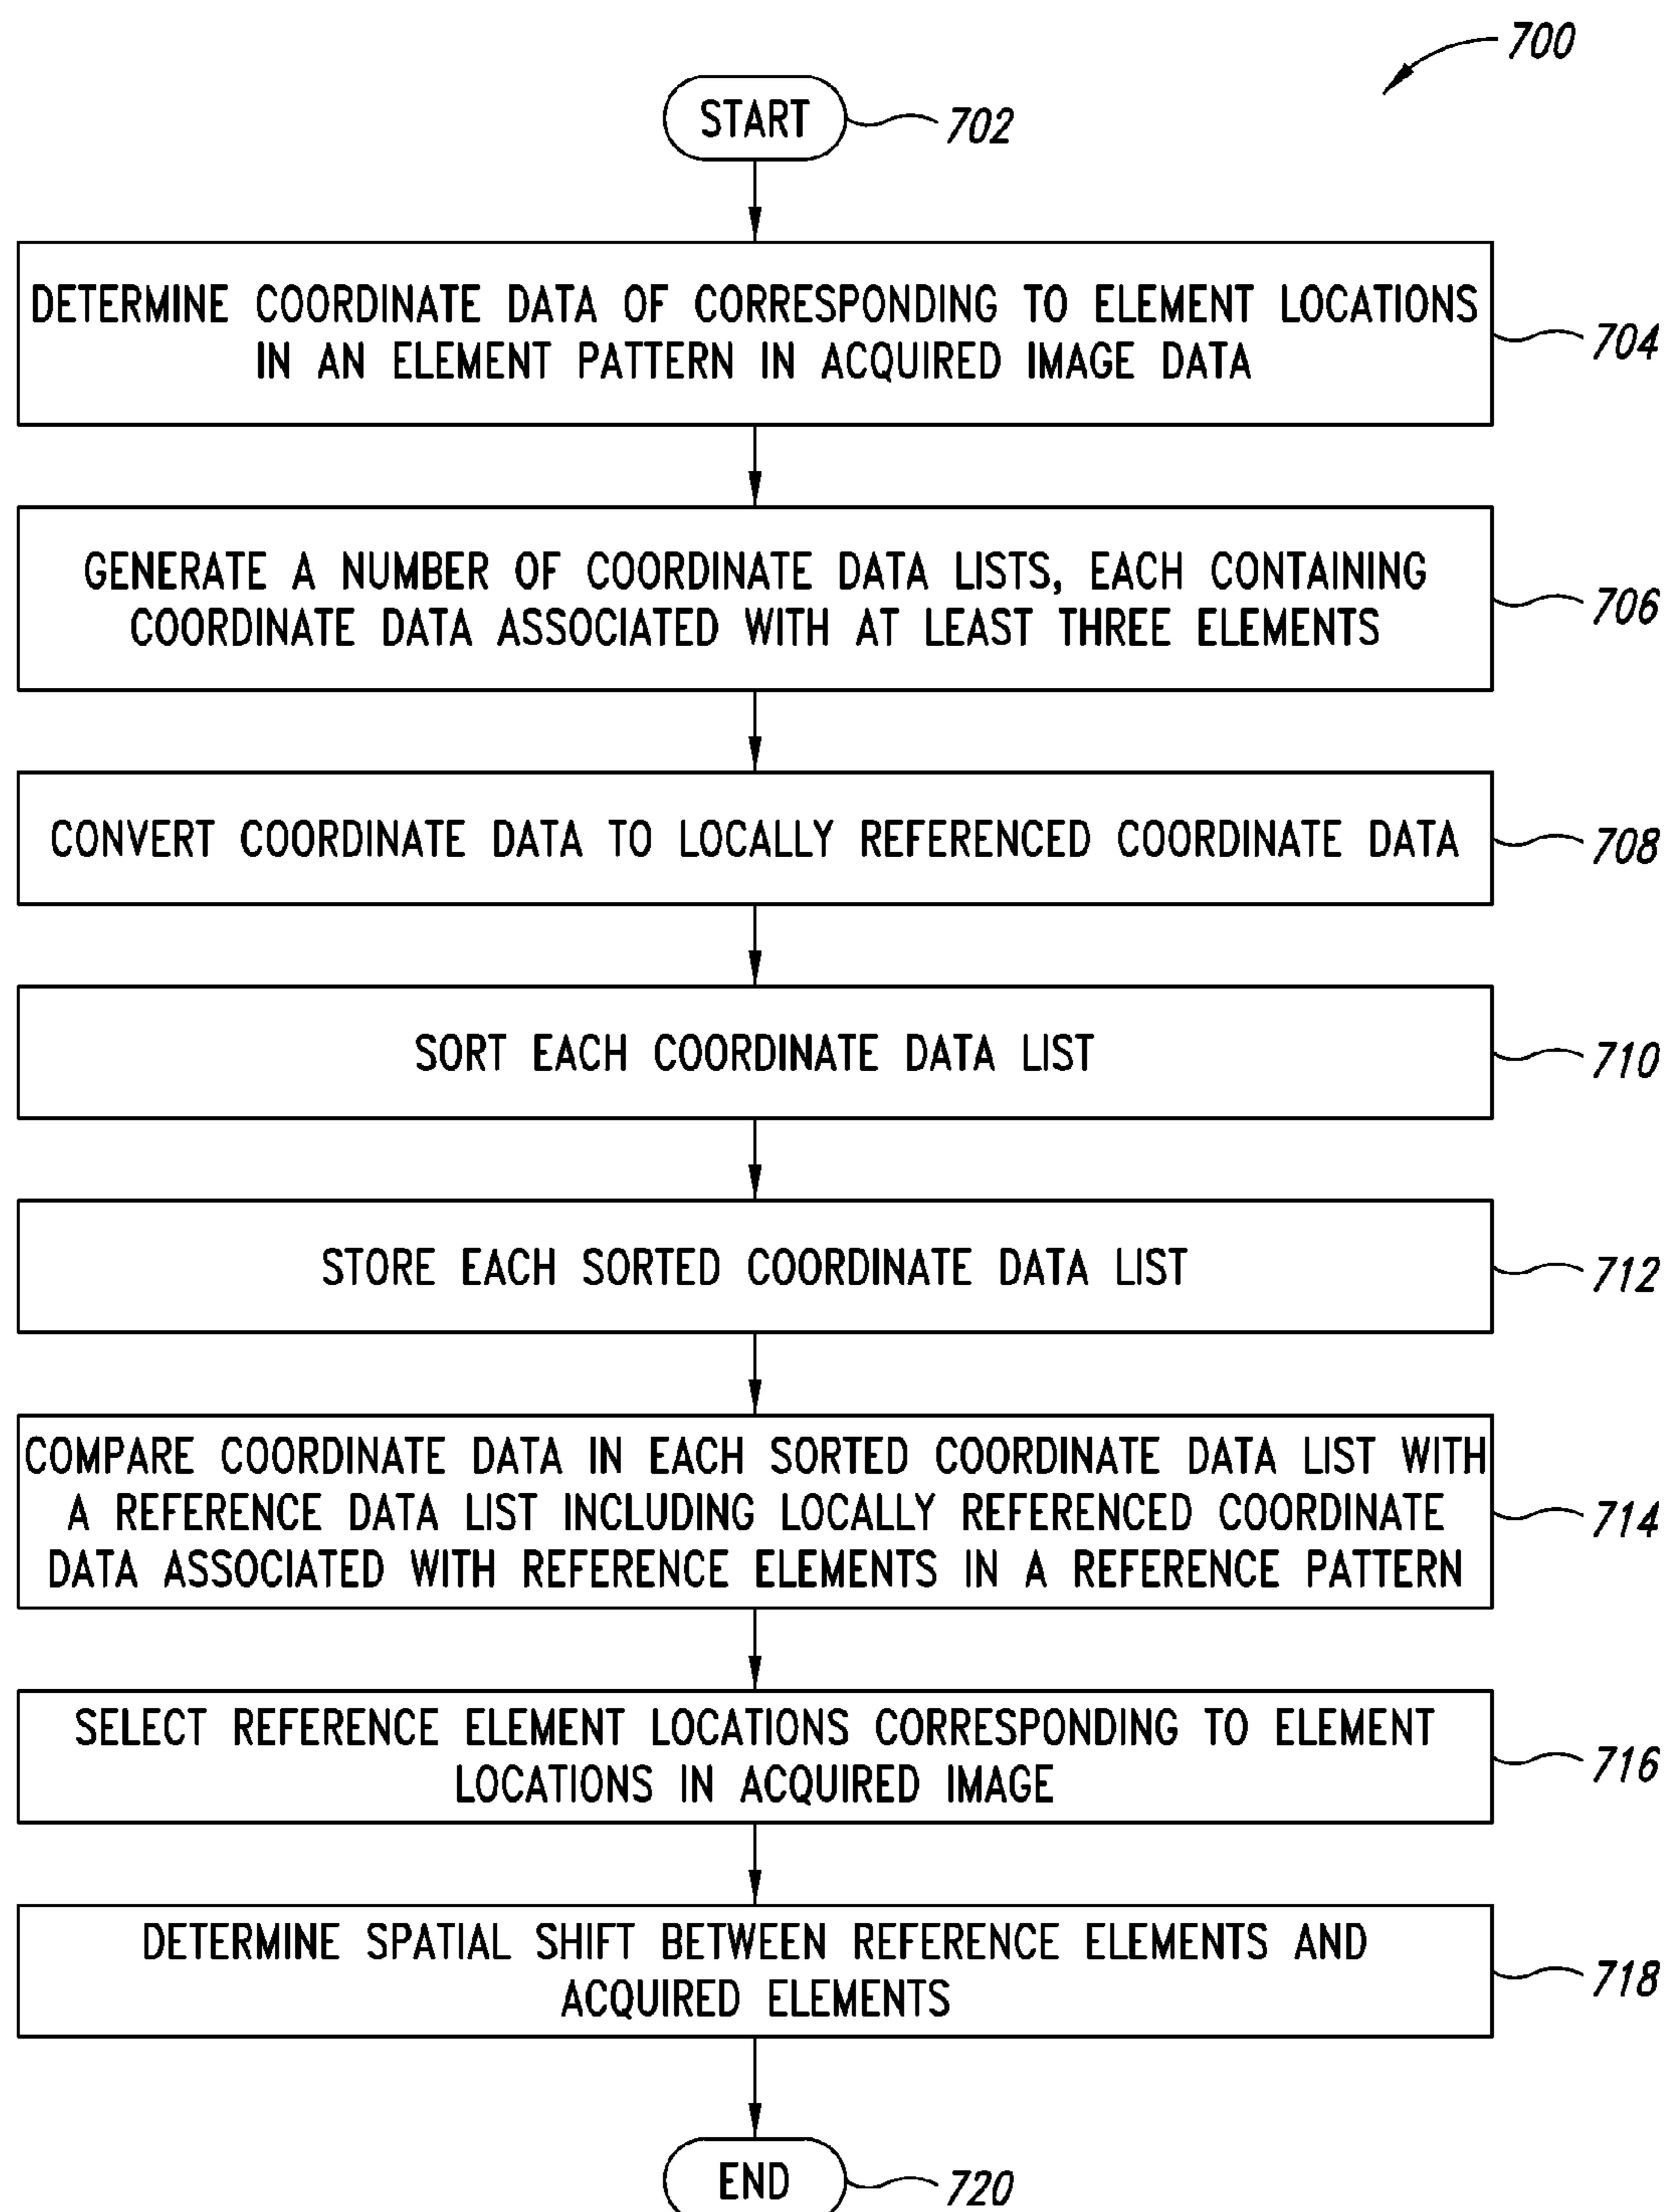 700
START
702
DETERMINE COORDINATE DATA OF CORRESPONDING TO ELEMENT LOCATIONS
IN AN ELEMENT PATTERN IN ACQUIRED IMAGE DATA
704
GENERATE A NUMBER OF COORDINATE DATA LISTS, EACH CONTAINING
COORDINATE DATA ASSOCIATED WITH AT LEAST THREE ELEMENTS
706
CONVERT COORDINATE DATA TO LOCALLY REFERENCED COORDINATE DATA
708
SORT EACH COORDINATE DATA LIST
710
STORE EACH SORTED COORDINATE DATA LIST
712
COMPARE COORDINATE DATA IN EACH SORTED COORDINATE DATA LIST WITH
A REFERENCE DATA LIST INCLUDING LOCALLY REFERENCED COORDINATE
DATA ASSOCIATED WITH REFERENCE ELEMENTS IN A REFERENCE PATTERN
714
SELECT REFERENCE ELEMENT LOCATIONS CORRESPONDING TO ELEMENT
LOCATIONS IN ACQUIRED IMAGE
716
DETERMINE SPATIAL SHIFT BETWEEN REFERENCE ELEMENTS AND
ACQUIRED ELEMENTS
718
END
720